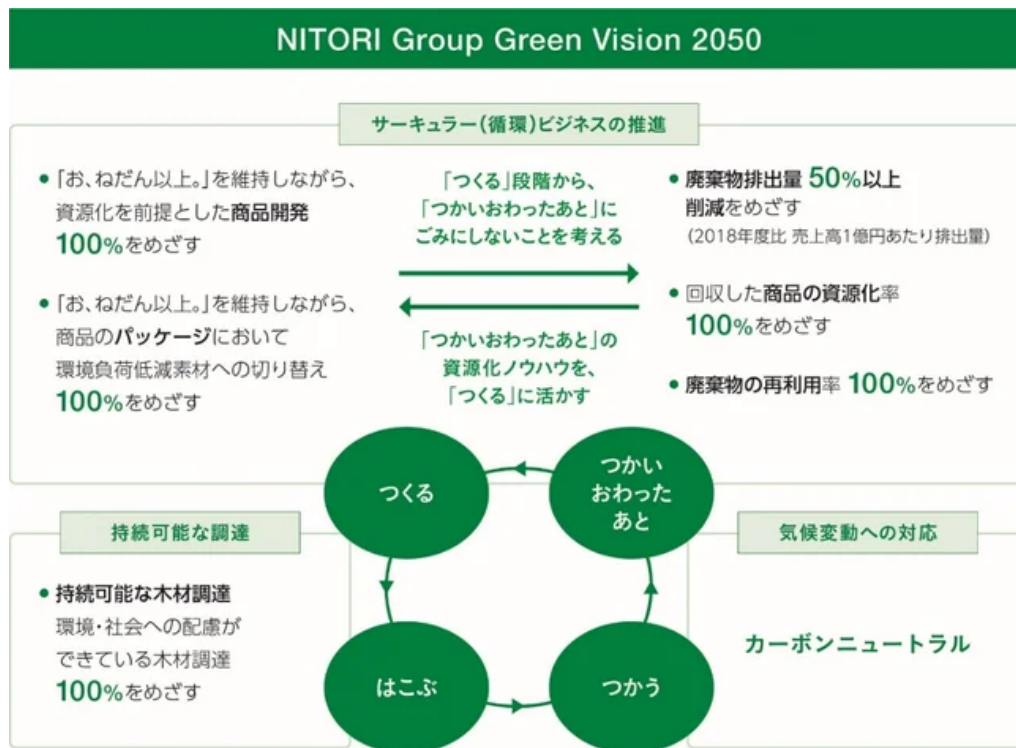 NITORI Group Green Vision 2050
サーキュラー(循環)ビジネスの推進
●「お、ねだん以上。」を維持しながら、
資源化を前提とした商品開発
100%をめざす
●「お、ねだん以上。」を維持しながら、
商品のパッケージにおいて
環境負荷低減素材への切り替え
100%をめざす
「つくる」段階から、
「つかいおわったあと」に
ごみにしないことを考える
「つかいおわったあと」の
資源化ノウハウを、
「つくる」に活かす
●廃棄物排出量 50%以上
削減をめざす
(2018年度比 売上高1億円あたり排出量)
●回収した商品の資源化率
100%をめざす
●廃棄物の再利用率 100%をめざす
つくる
つかい
おわった
あと
はこぶ
つかう
持続可能な調達
●持続可能な木材調達
環境・社会への配慮が
できている木材調達
100%をめざす
気候変動への対応
カーボンニュートラル